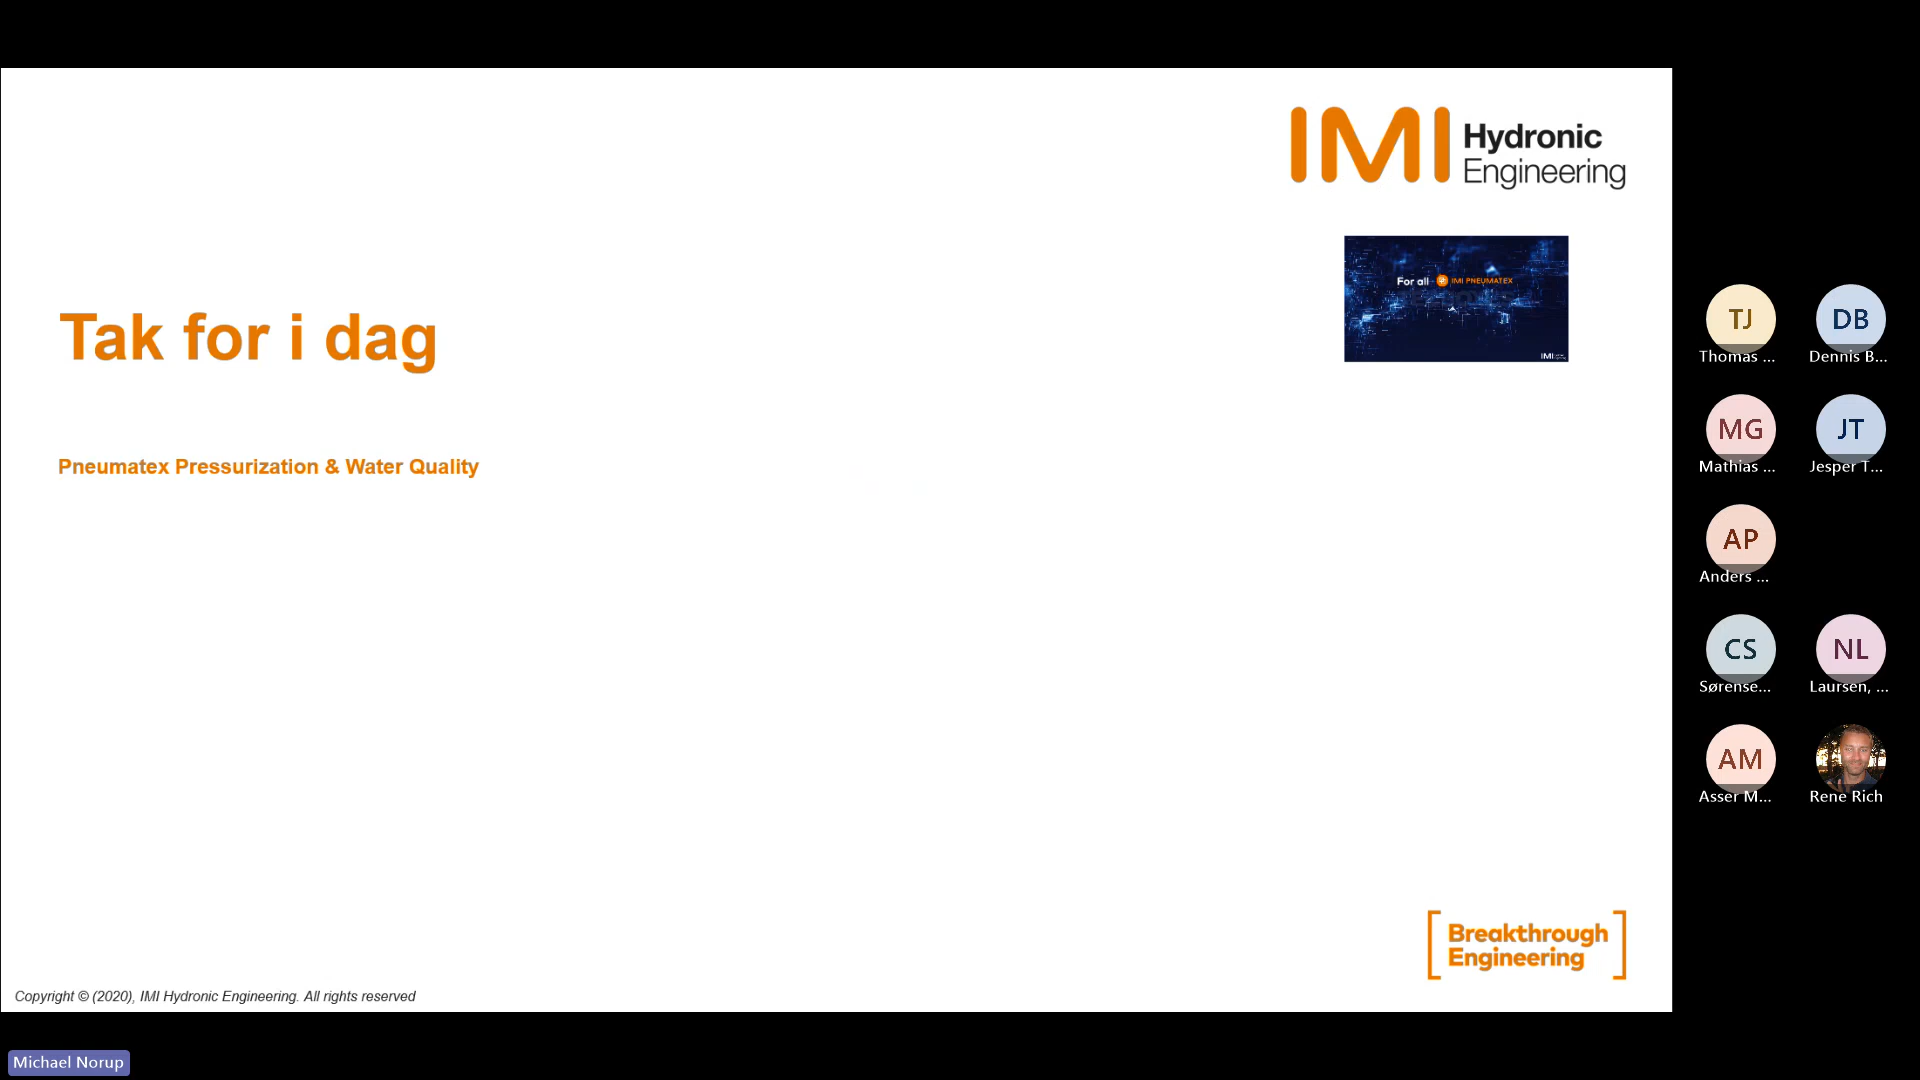 IMI Hydronic
Engineering
For all IMI PNEUMATEX
IMI
Tak for i dag
Pneumatex Pressurization & Water Quality
Breakthrough
Engineering
Copyright © (2020), IMI Hydronic Engineering. All rights reserved
Michael Norup
TJ
Thomas ...
DB
Dennis B...
MG
Mathias ...
JT
Jesper T...
AP
Anders ...
CS
Sørense...
NL
Laursen, ...
AM
Asser M...
Rene Rich